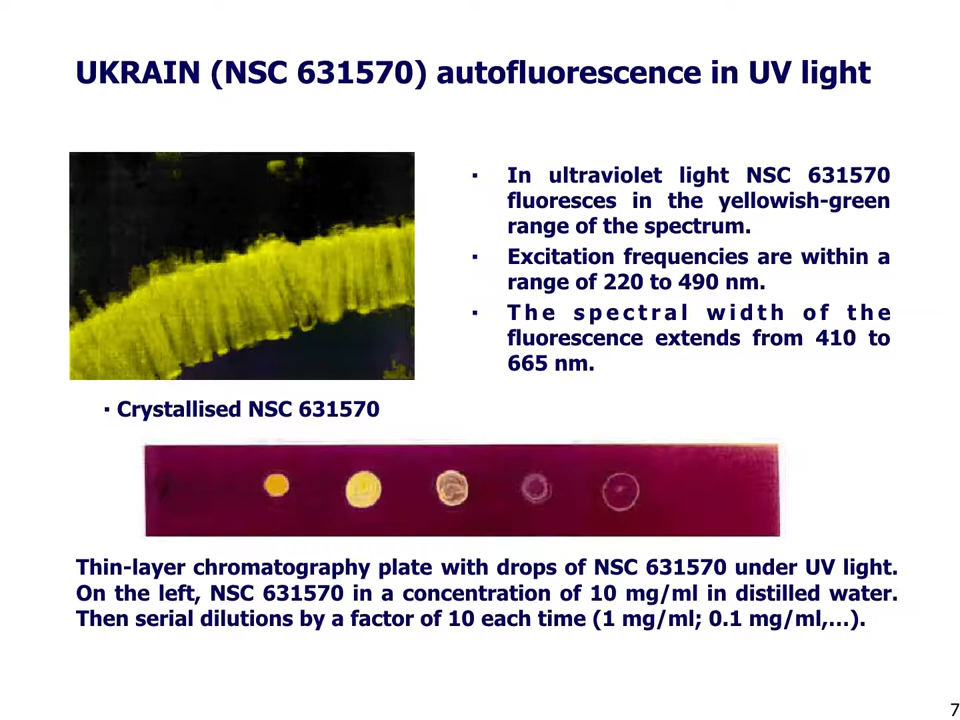 UKRAIN (NSC 631570) autofluorescence in UV light
· In ultraviolet light NSC 631570
fluoresces in the yellowish-green
range of the spectrum.
· Excitation frequencies are within a
range of 220 to 490 nm.
· The spectral width of the
fluorescence extends from 410 to
665 nm.
· Crystallised NSC 631570
Thin-layer chromatography plate with drops of NSC 631570 under UV light.
On the left, NSC 631570 in a concentration of 10 mg/ml in distilled water.
Then serial dilutions by a factor of 10 each time (1 mg/ml; 0.1 mg/ml,...).
7